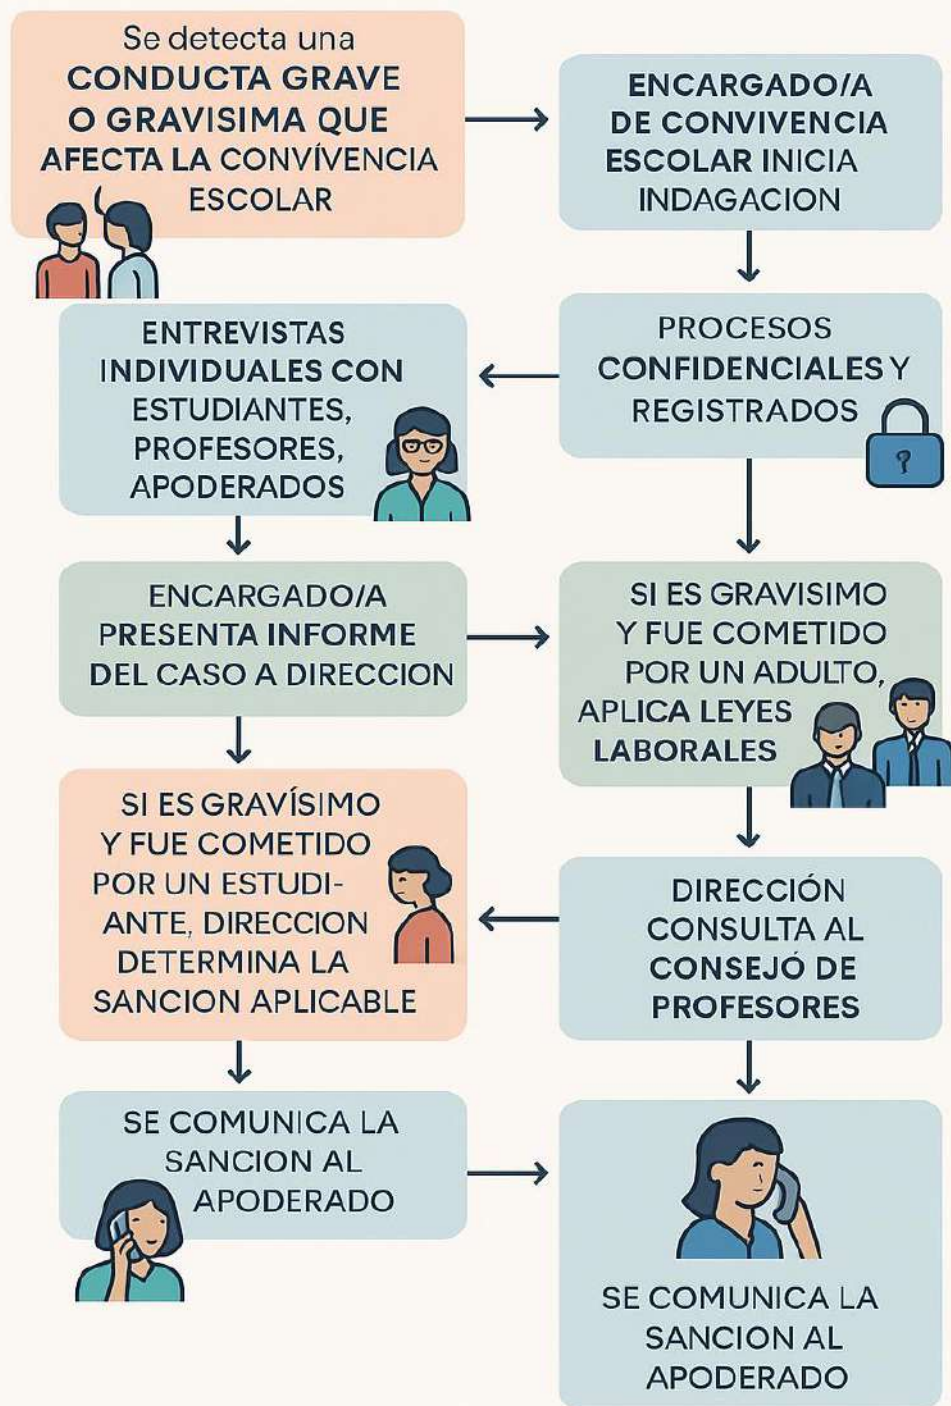 Se detecta una
CONDUCTA GRAVE
O GRAVISIMA QUE
AFECTA LA CONVÍVENCIA
ESCOLAR
ENCARGADO/A
DE CONVIVENCIA
ESCOLAR INICIA
INDAGACION
PROCESOS
CONFIDENCIALES Y
REGISTRADOS
ENTREVISTAS
INDIVIDUALES CON
ESTUDIANTES,
PROFESORES,
APODERADOS
ENCARGADO/A
PRESENTA INFORME
DEL CASO A DIRECCION
SI ES GRAVISIMO
Y FUE COMETIDO
POR UN ADULTO,
APLICA LEYES
LABORALES
SI ES GRAVÍSIMO
Y FUE COMETIDO
POR UN ESTUDI-
ANTE, DIRECCION
DETERMINA LA
SANCION APLICABLE
DIRECCIÓN
CONSULTA AL
CONSEJÓ DE
PROFESORES
SE COMUNICA LA
SANCION AL
APODERADO
SE COMUNICA LA
SANCION AL
APODERADO